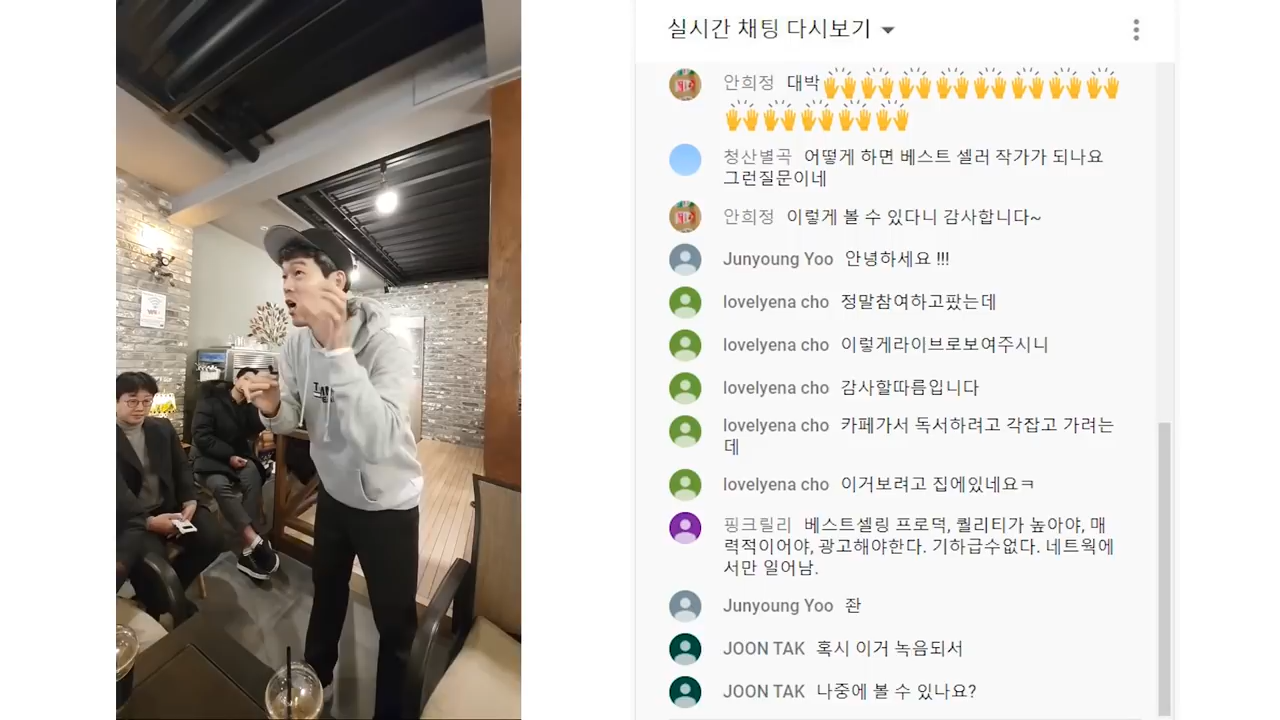 실시간 채팅 다시보기
안희정 대박🙌🙌🙌🙌🙌🙌🙌🙌
🙌🙌🙌🙌🙌
청산별곡 어떻게 하면 베스트 셀러 작가가 되나요
그런질문이네
안희정 이렇게 볼 수 있다니 감사합니다~
Junyoung Yoo 안녕하세요 !!!
lovelyena cho 정말참여하고팠는데
lovelyena cho 이렇게라이브로보여주시니
lovelyena cho 감사할따름입니다
lovelyena cho 카페가서 독서하려고 각잡고 가려는
데
lovelyena cho 이거보려고 집에있네요ㅋ
핑크릴리 베스트셀링 프로덕, 퀄리티가 높아야, 매
력적이어야, 광고해야한다. 기하급수없다. 네트웍에
서만 일어남.
Junyoung Yoo 좐
JOON TAK 혹시 이거 녹음되서
JOON TAK 나중에 볼 수 있나요?